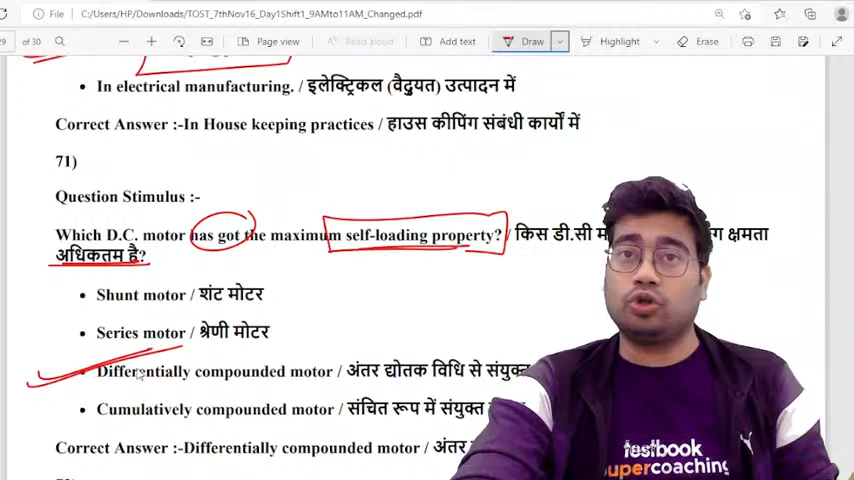 C:/Users/HP/Downloads/TOST_7thNov16_Day1Shift1_9AMto11AM_Changed.pdf
29 of 30 Page view Read aloud Add text Draw Highlight Erase
• In electrical manufacturing. / इलेक्ट्रिकल (वैदुयत) उत्पादन में
Correct Answer :-In House keeping practices / हाउस कीपिंग संबंधी कार्यों में
71)
Question Stimulus :-
Which D.C. motor has got the maximum self-loading property? / किस डी.सी क्षमता
अधिकतम है?
• Shunt motor / शंट मोटर
• Series motor / श्रेणी मोटर
• Differentially compounded motor / अंतर द्योतक विधि से
• Cumulatively compounded motor / संचित रूप में संयुक्त
Correct Answer :-Differentially compounded motor / अंतर
testbook
supercoaching